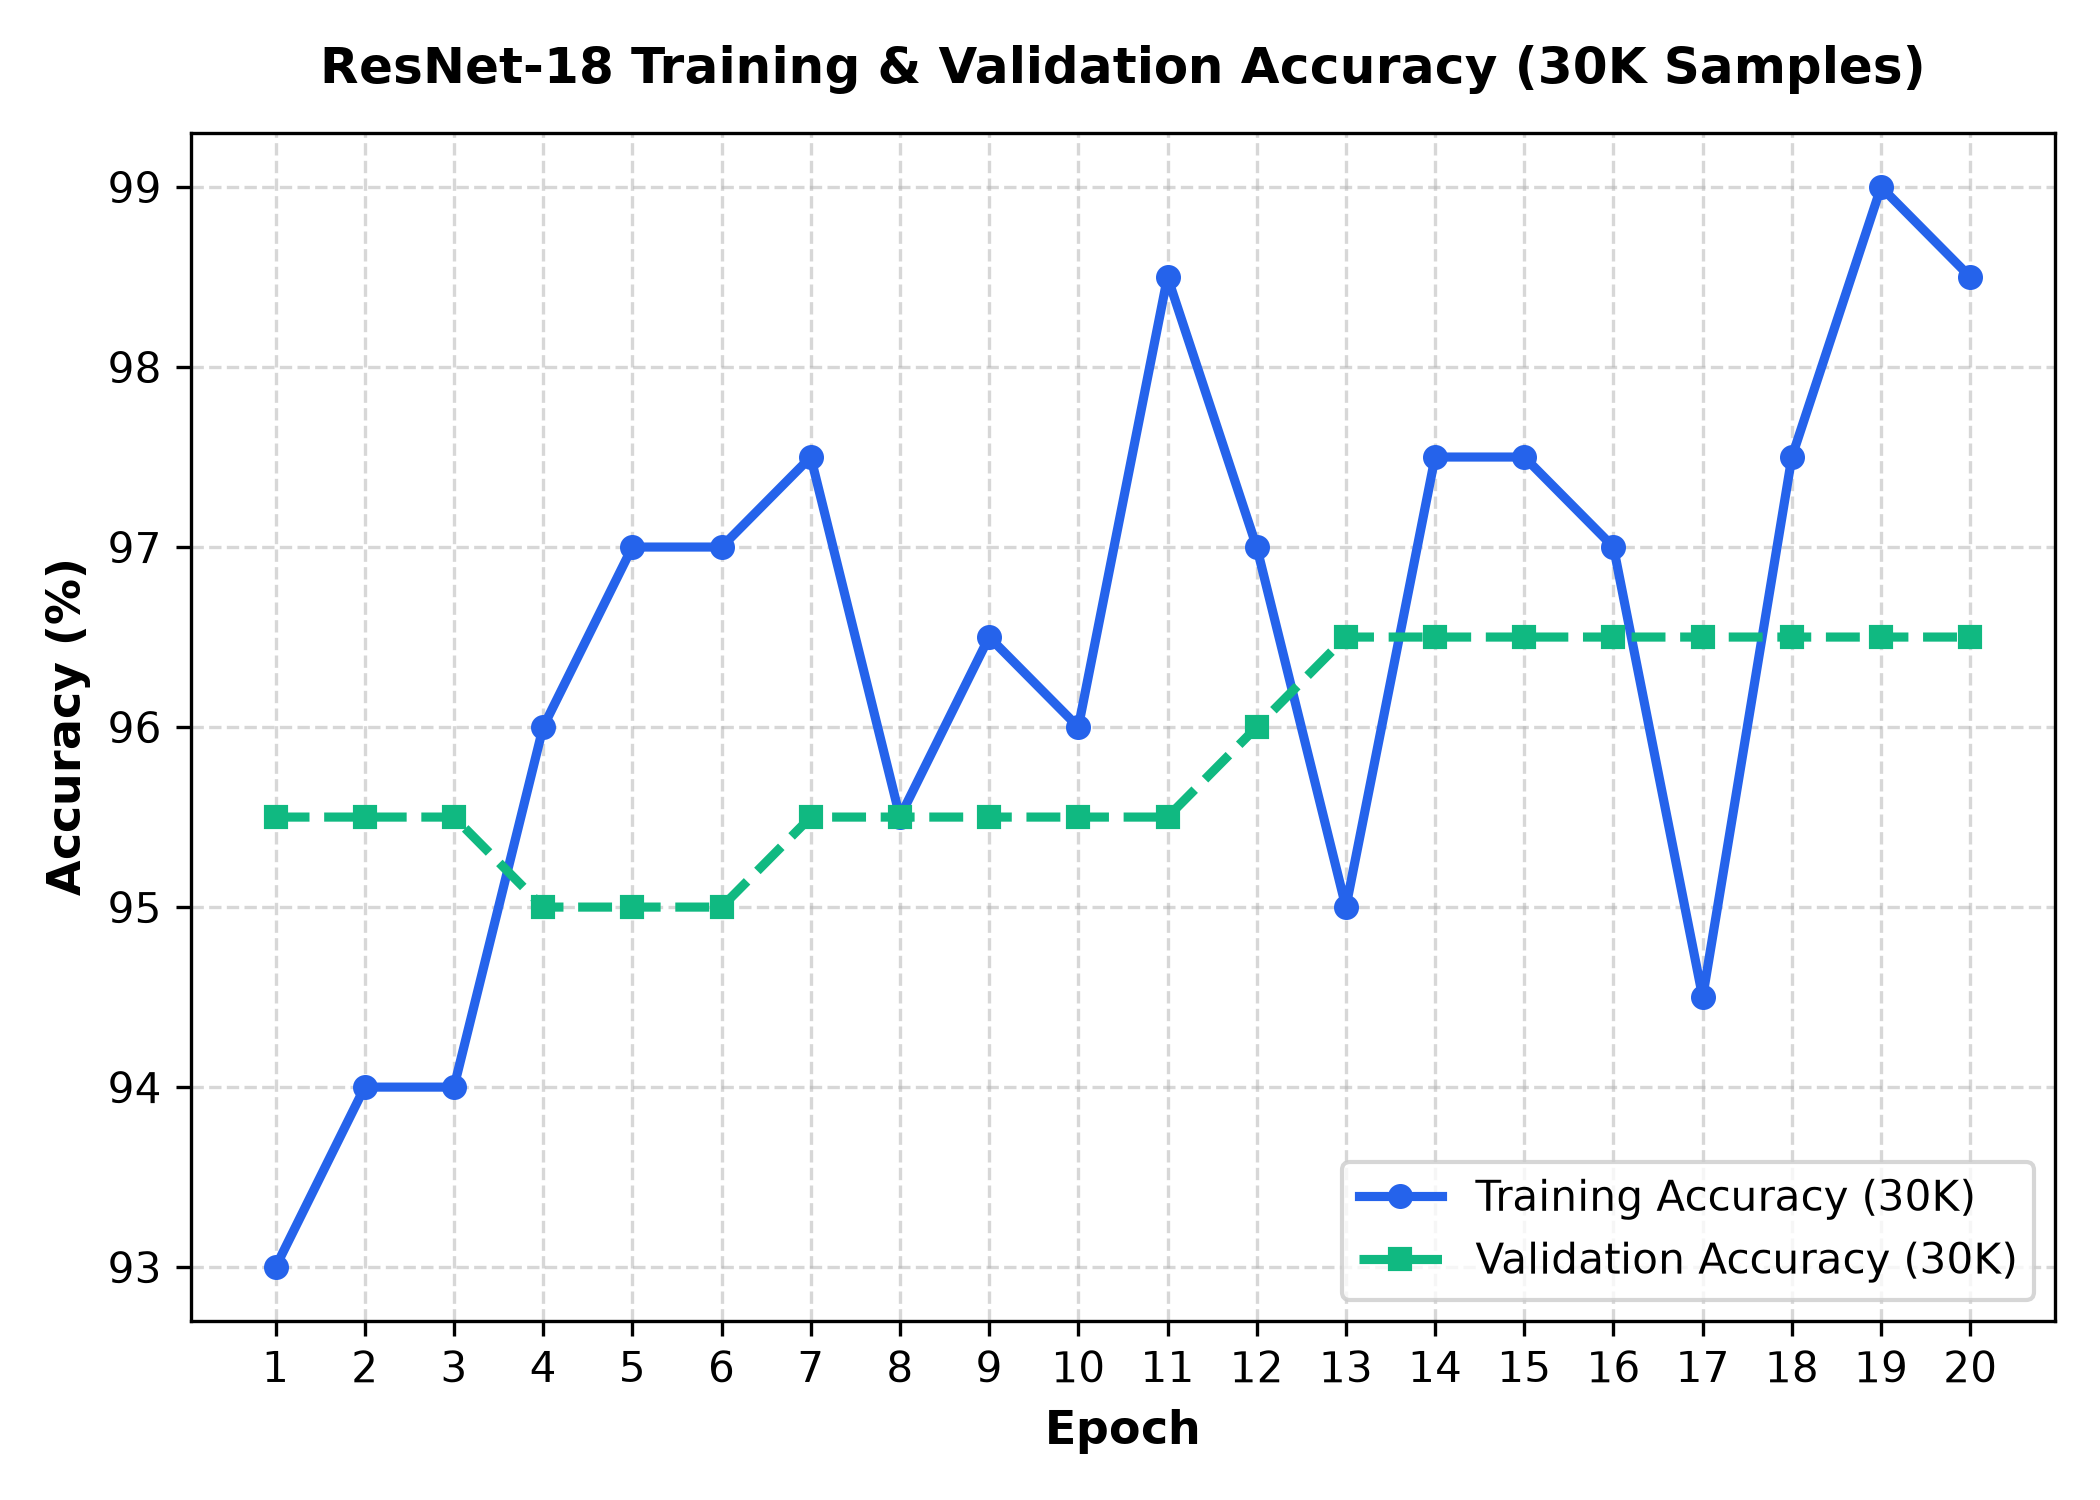 ResNet-18 Training & Validation Accuracy (30K Samples)
Accuracy (%)
99
98
97
96
95
94
93
Training Accuracy (30K)
Validation Accuracy (30K)
1 2 3 4 5 6 7 8 9 10 11 12 13 14 15 16 17 18 19 20
Epoch